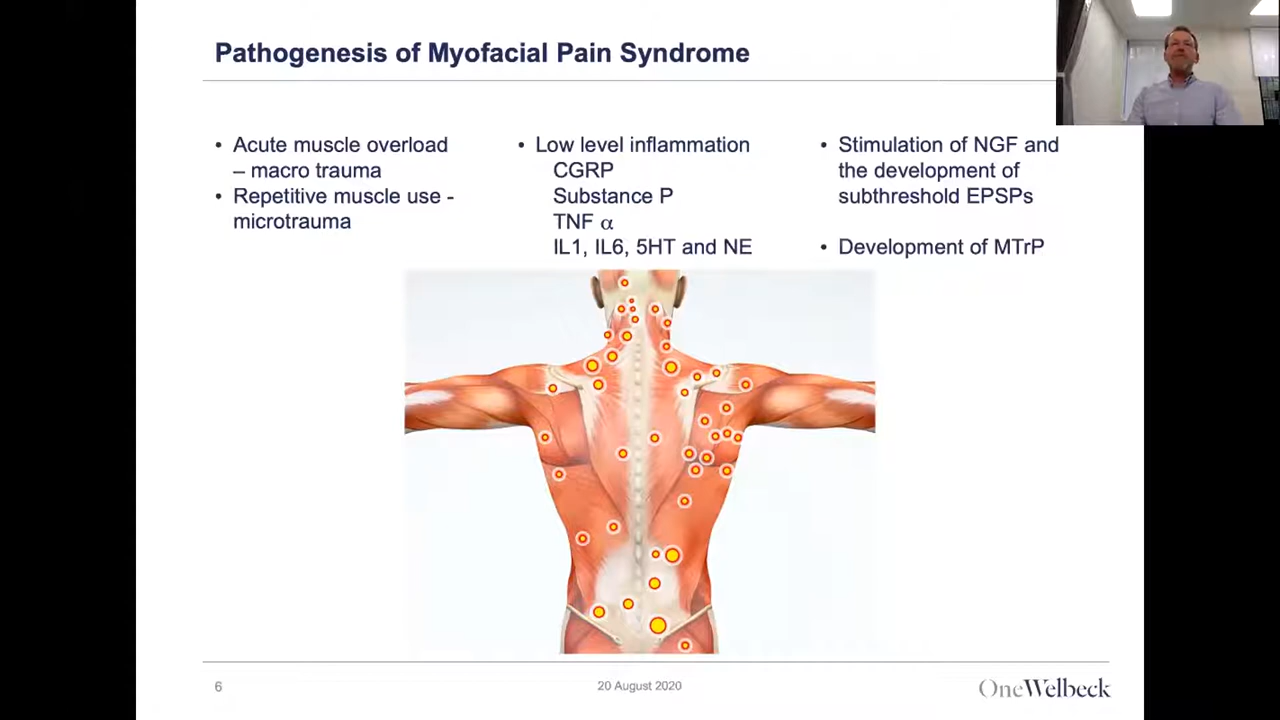 Pathogenesis of Myofacial Pain Syndrome
• Acute muscle overload
– macro trauma
• Repetitive muscle use -
microtrauma
• Low level inflammation
CGRP
Substance P
TNF α
IL1, IL6, 5HT and NE
• Stimulation of NGF and
the development of
subthreshold EPSPs
• Development of MTrP
6
20 August 2020
OneWelbeck